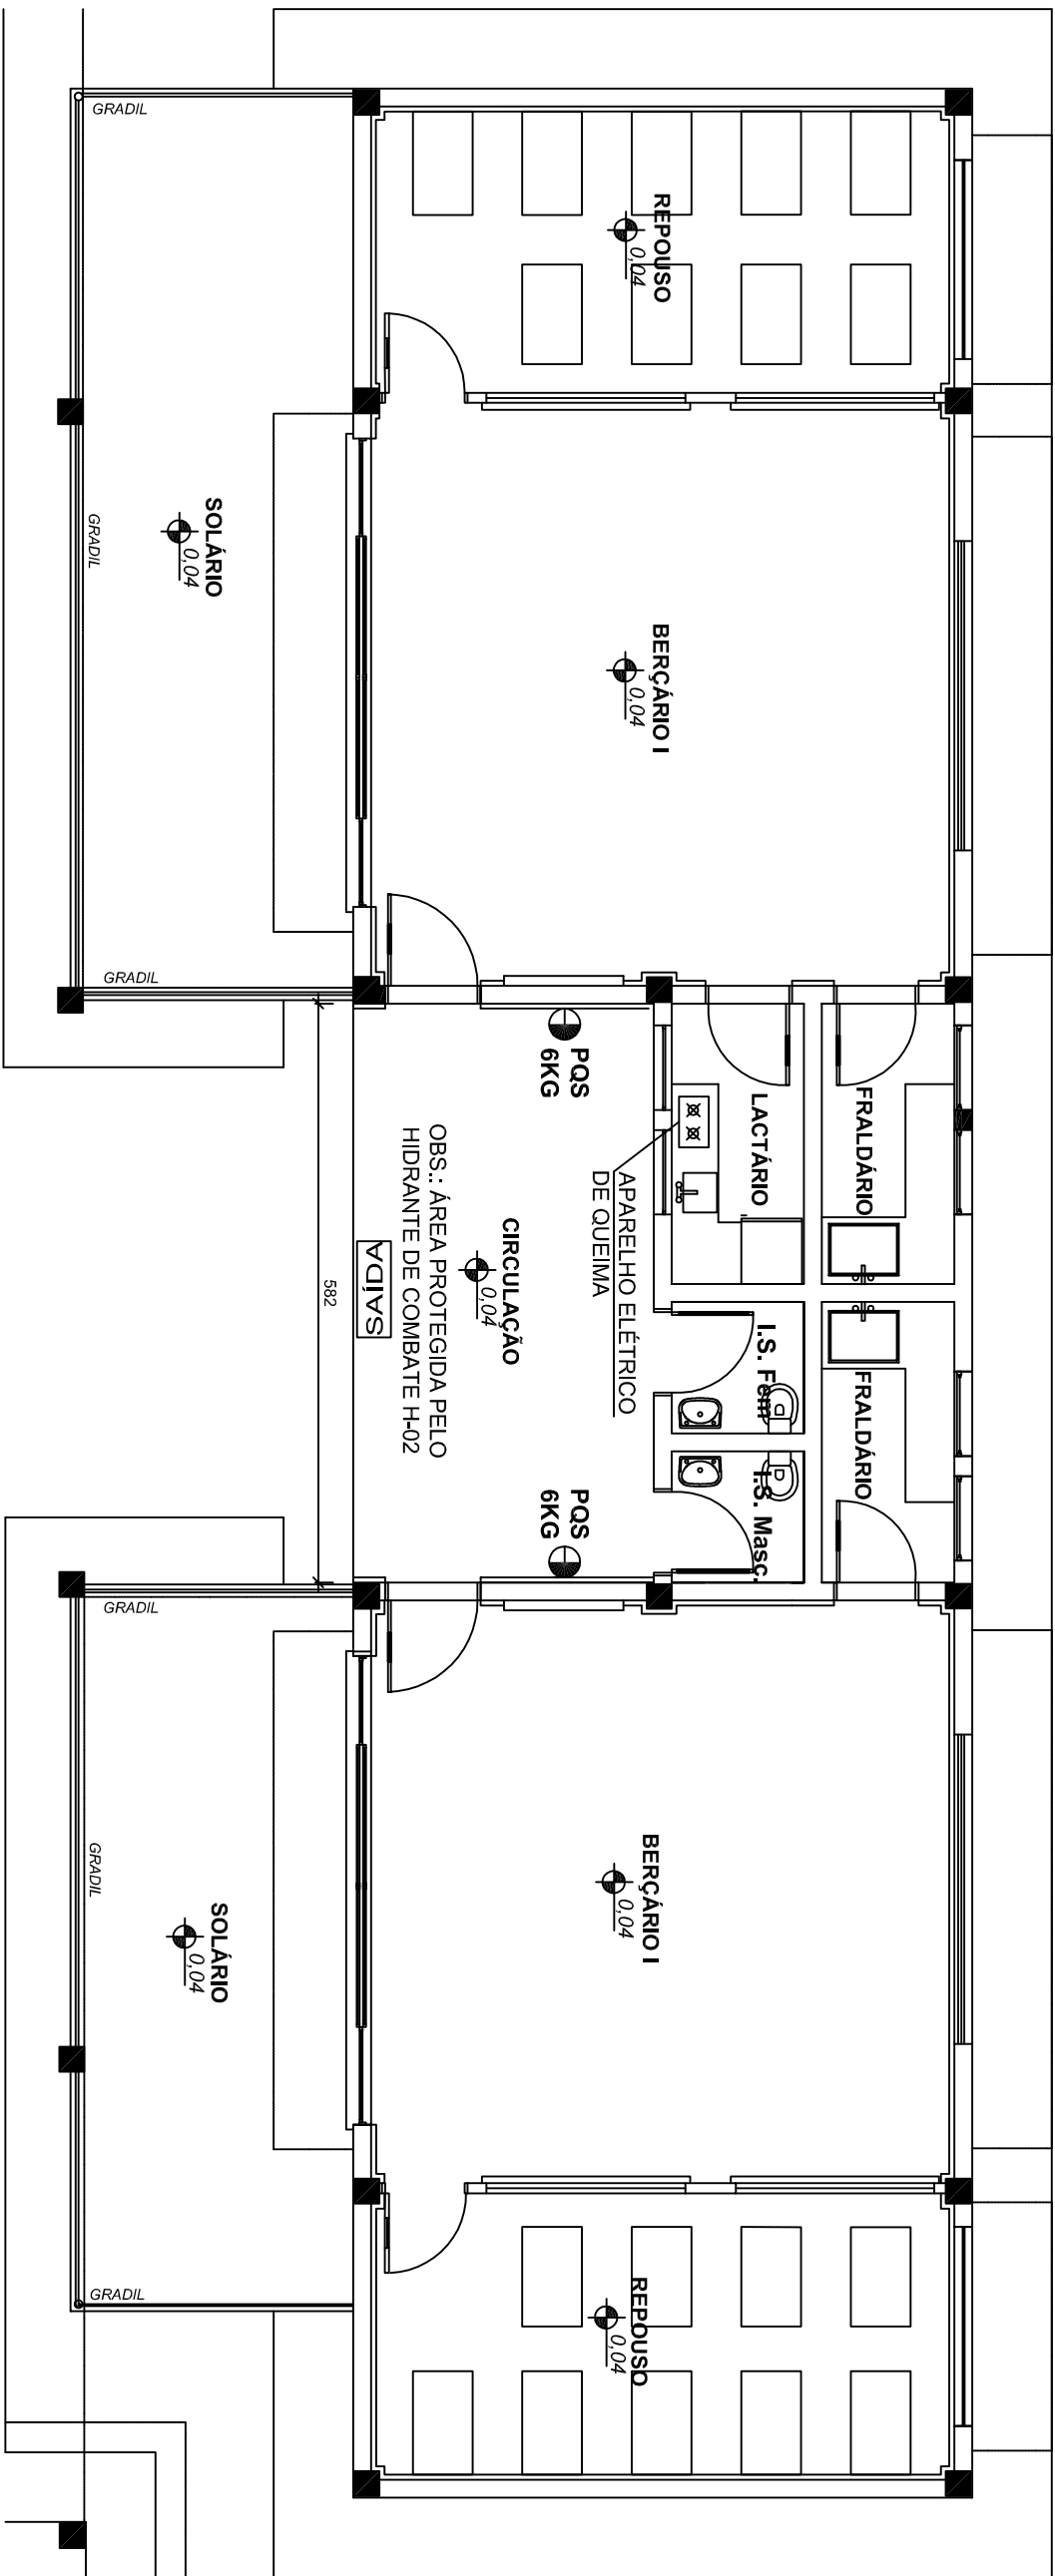 GRADIL
REPOUSO
0,04
SOLÁRIO
0,04
GRADIL
BERÇÁRIO I
0,04
GRADIL
PQS
6KG
LACTÁRIO
FRALDÁRIO
APARELHO ELÉTRICO
DE QUEIMA
CIRCULAÇÃO
0,04
OBS.: ÁREA PROTEGIDA PELO
HIDRANTE DE COMBATE H-02
SAÍDA
582
I.S. Fem
FRALDÁRIO
I.S. Masc.
PQS
6KG
GRADIL
BERÇÁRIO I
0,04
GRADIL
SOLÁRIO
0,04
REPOUSO
0,04
GRADIL